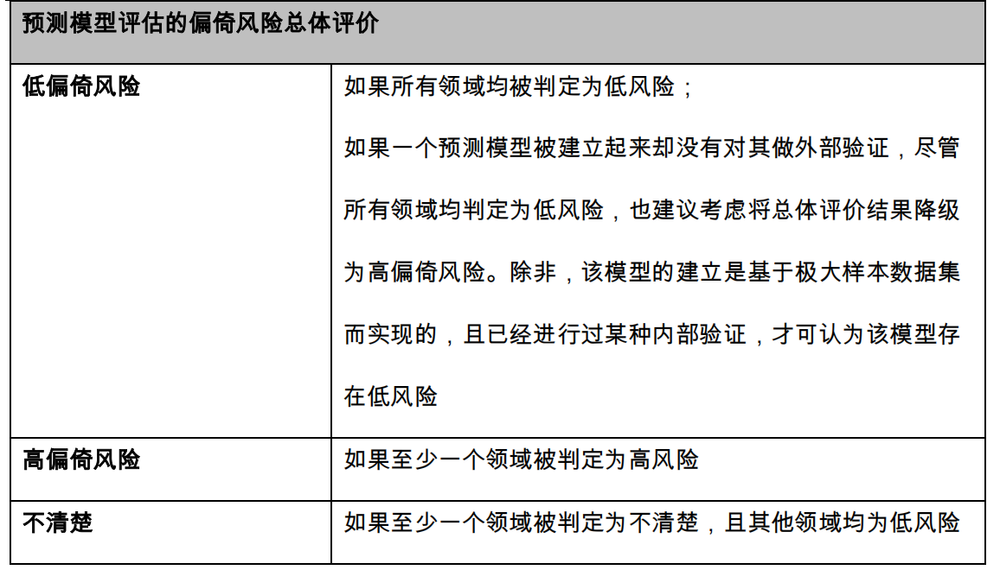 预测模型评估的偏倚风险总体评价
低偏倚风险
如果所有领域均被判定为低风险；
如果一个预测模型被建立起来却没有对其做外部验证，尽管
所有领域均判定为低风险，也建议考虑将总体评价结果降级
为高偏倚风险。除非，该模型的建立是基于极大样本数据集
而实现的，且已经进行过某种内部验证，才可认为该模型存
在低风险
高偏倚风险
如果至少一个领域被判定为高风险
不清楚
如果至少一个领域被判定为不清楚，且其他领域均为低风险